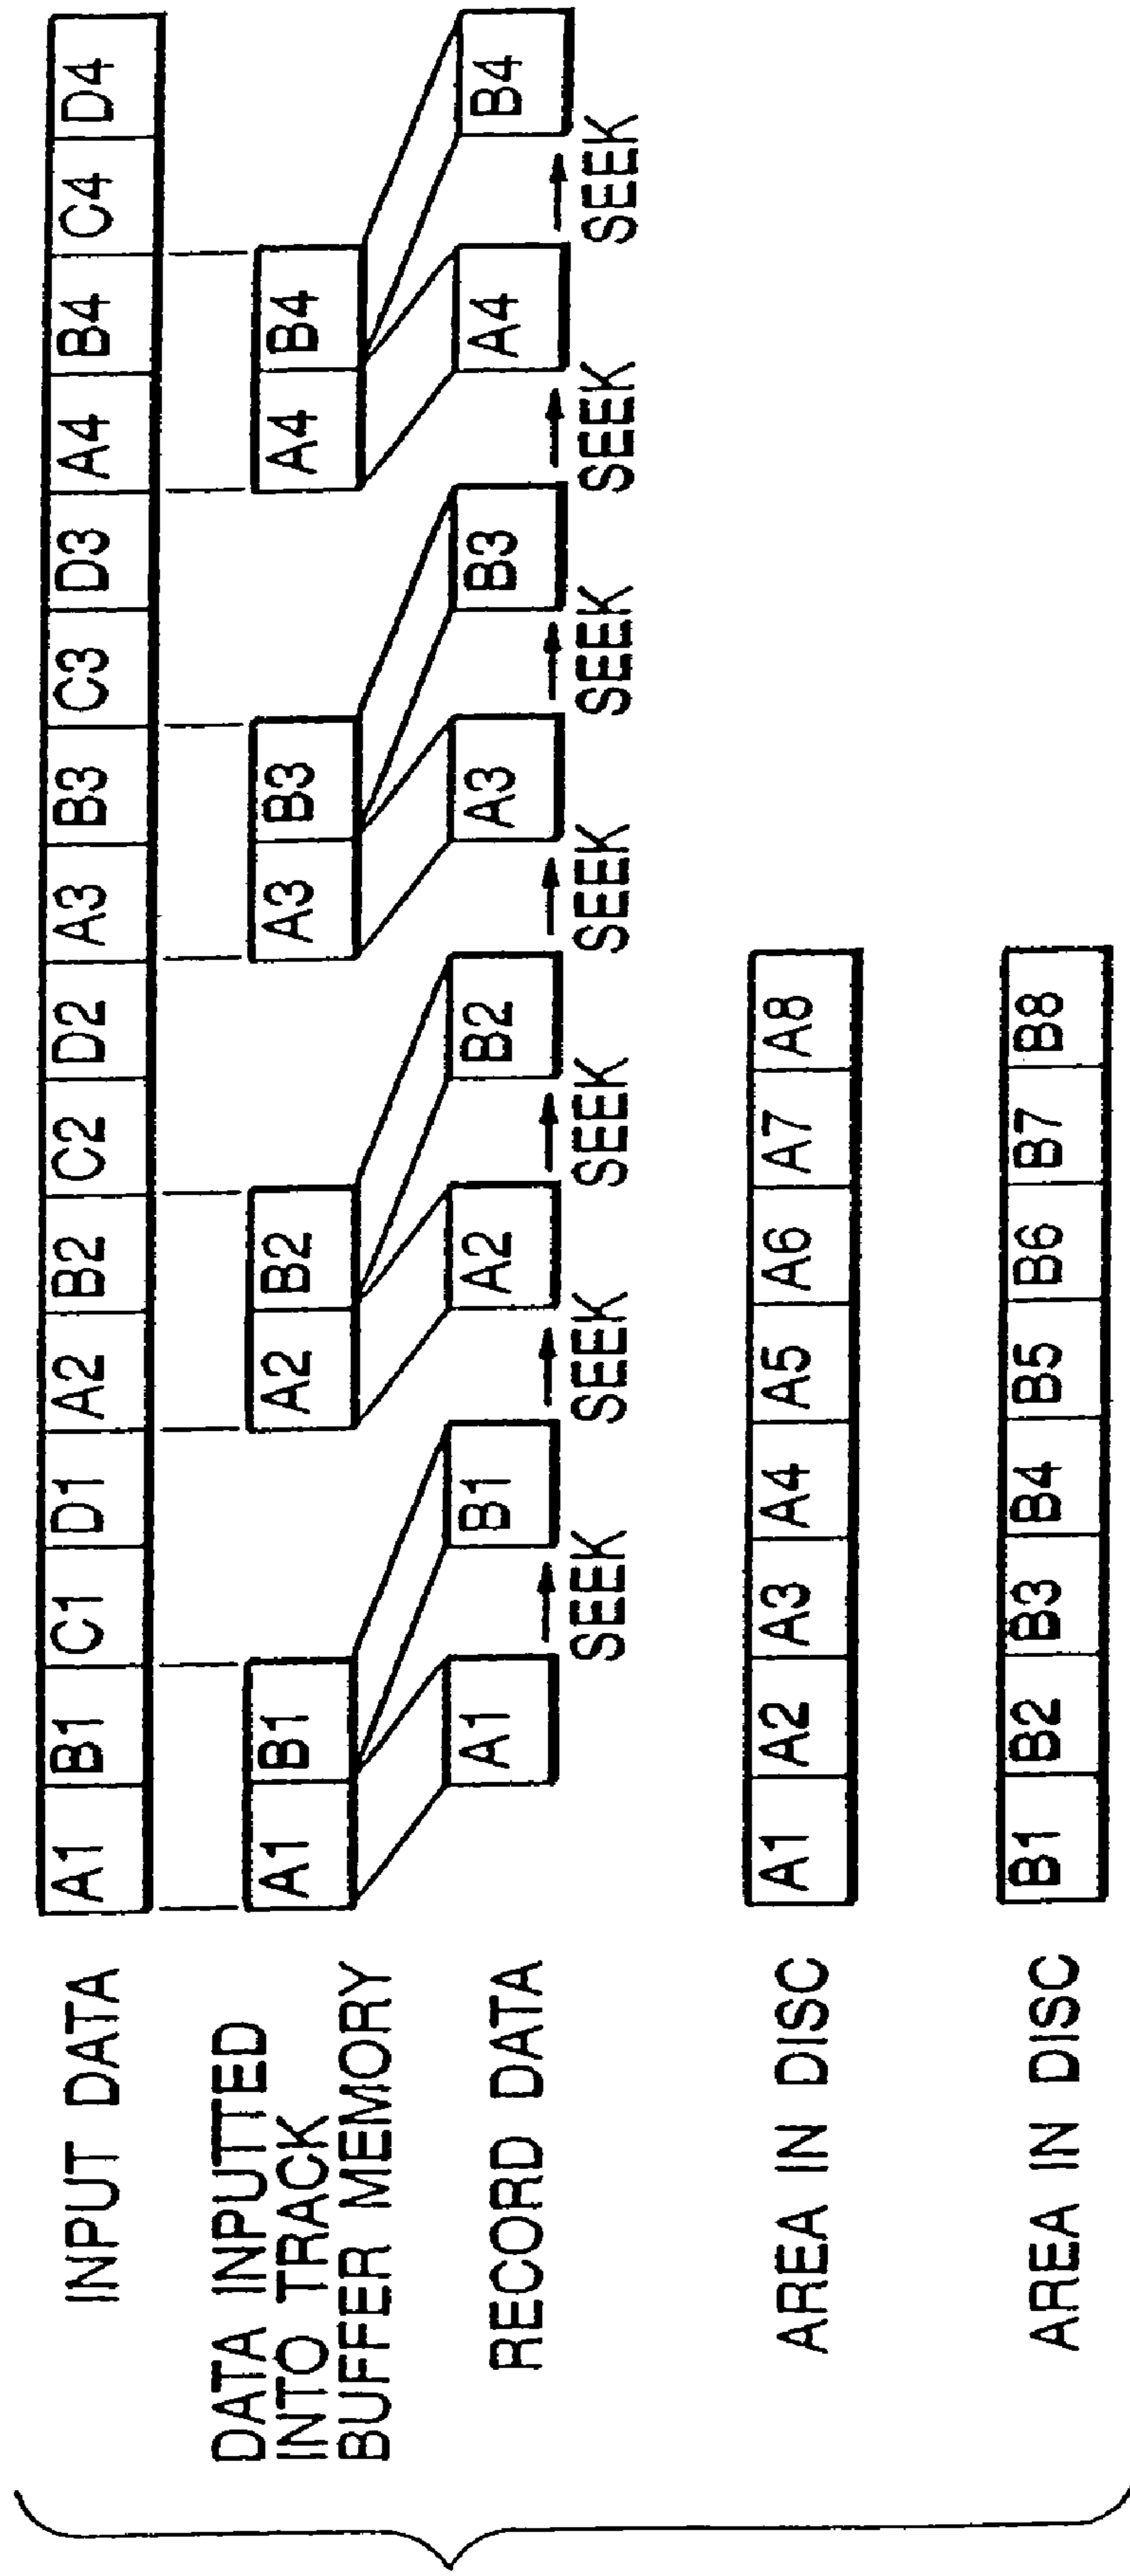 INPUT DATA
A1 B1 C1 D1 A2 B2 C2 D2 A3 B3 C3 D3 A4 B4 C4 D4
DATA INPUTTED
INTO TRACK
BUFFER MEMORY
A1 B1 A2 B2 A3 B3 A4 B4
RECORD DATA
A1 B1 A2 B2 A3 B3 A4 B4
SEEK SEEK SEEK SEEK SEEK SEEK SEEK
AREA IN DISC
A1 A2 A3 A4 A5 A6 A7 A8
AREA IN DISC
B1 B2 B3 B4 B5 B6 B7 B8